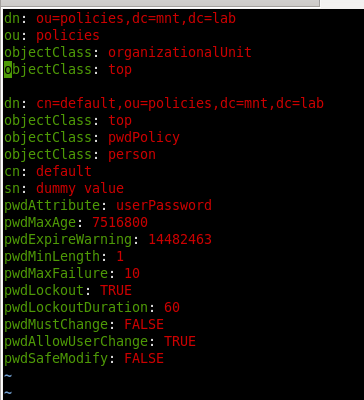 dn: ou=policies,dc=mnt,dc=lab
ou: policies
objectClass: organizationalUnit
objectClass: top
dn: cn=default,ou=policies,dc=mnt,dc=lab
objectClass: top
objectClass: pwdPolicy
objectClass: person
cn: default
sn: dummy value
pwdAttribute: userPassword
pwdMaxAge: 7516800
pwdExpireWarning: 14482463
pwdMinLength: 1
pwdMaxFailure: 10
pwdLockout: TRUE
pwdLockoutDuration: 60
pwdMustChange: FALSE
pwdAllowUserChange: TRUE
pwdSafeModify: FALSE
~
~